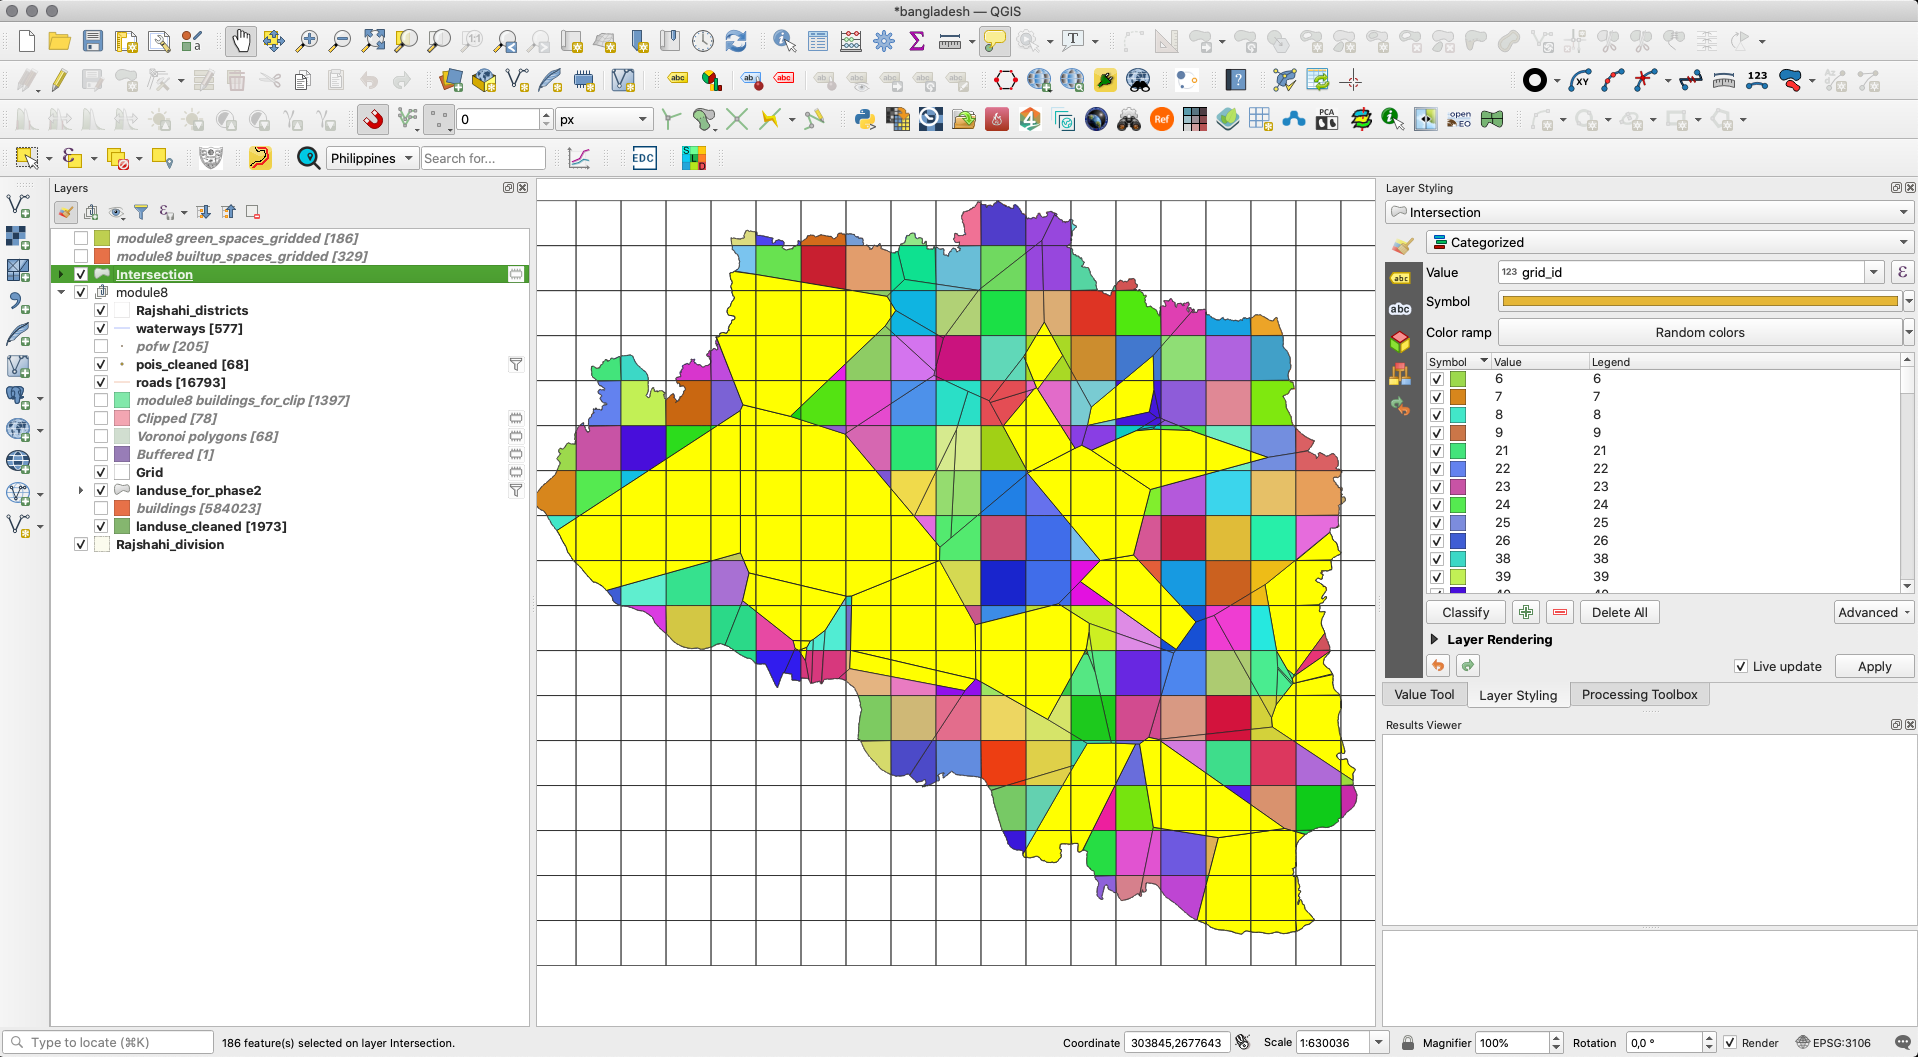 *bangladesh — QGIS
0
px
Philippines
Search for...
EDC
Layers
module8 green_spaces_gridded [186]
module8 builtup_spaces_gridded [329]
Intersection
module8
Rajshahi_districts
waterways [577]
pofw [205]
pois_cleaned [68]
roads [16793]
module8 buildings_for_clip [1397]
Clipped [78]
Voronoi polygons [68]
Buffered [1]
Grid
landuse_for_phase2
buildings [584023]
landuse_cleaned [1973]
Rajshahi_division
Layer Styling
Intersection
Categorized
Value 123 grid_id
Symbol
Color ramp Random colors
Symbol Value Legend
6 6
7 7
8 8
9 9
21 21
22 22
23 23
24 24
25 25
26 26
38 38
39 39
Classify Delete All Advanced
Layer Rendering
Live update Apply
Value Tool Layer Styling Processing Toolbox
Results Viewer
Type to locate (⌘K) 186 feature(s) selected on layer Intersection. Coordinate 303845,2677643 Scale 1:630036 Magnifier 100% Rotation 0,0 ° Render EPSG:3106